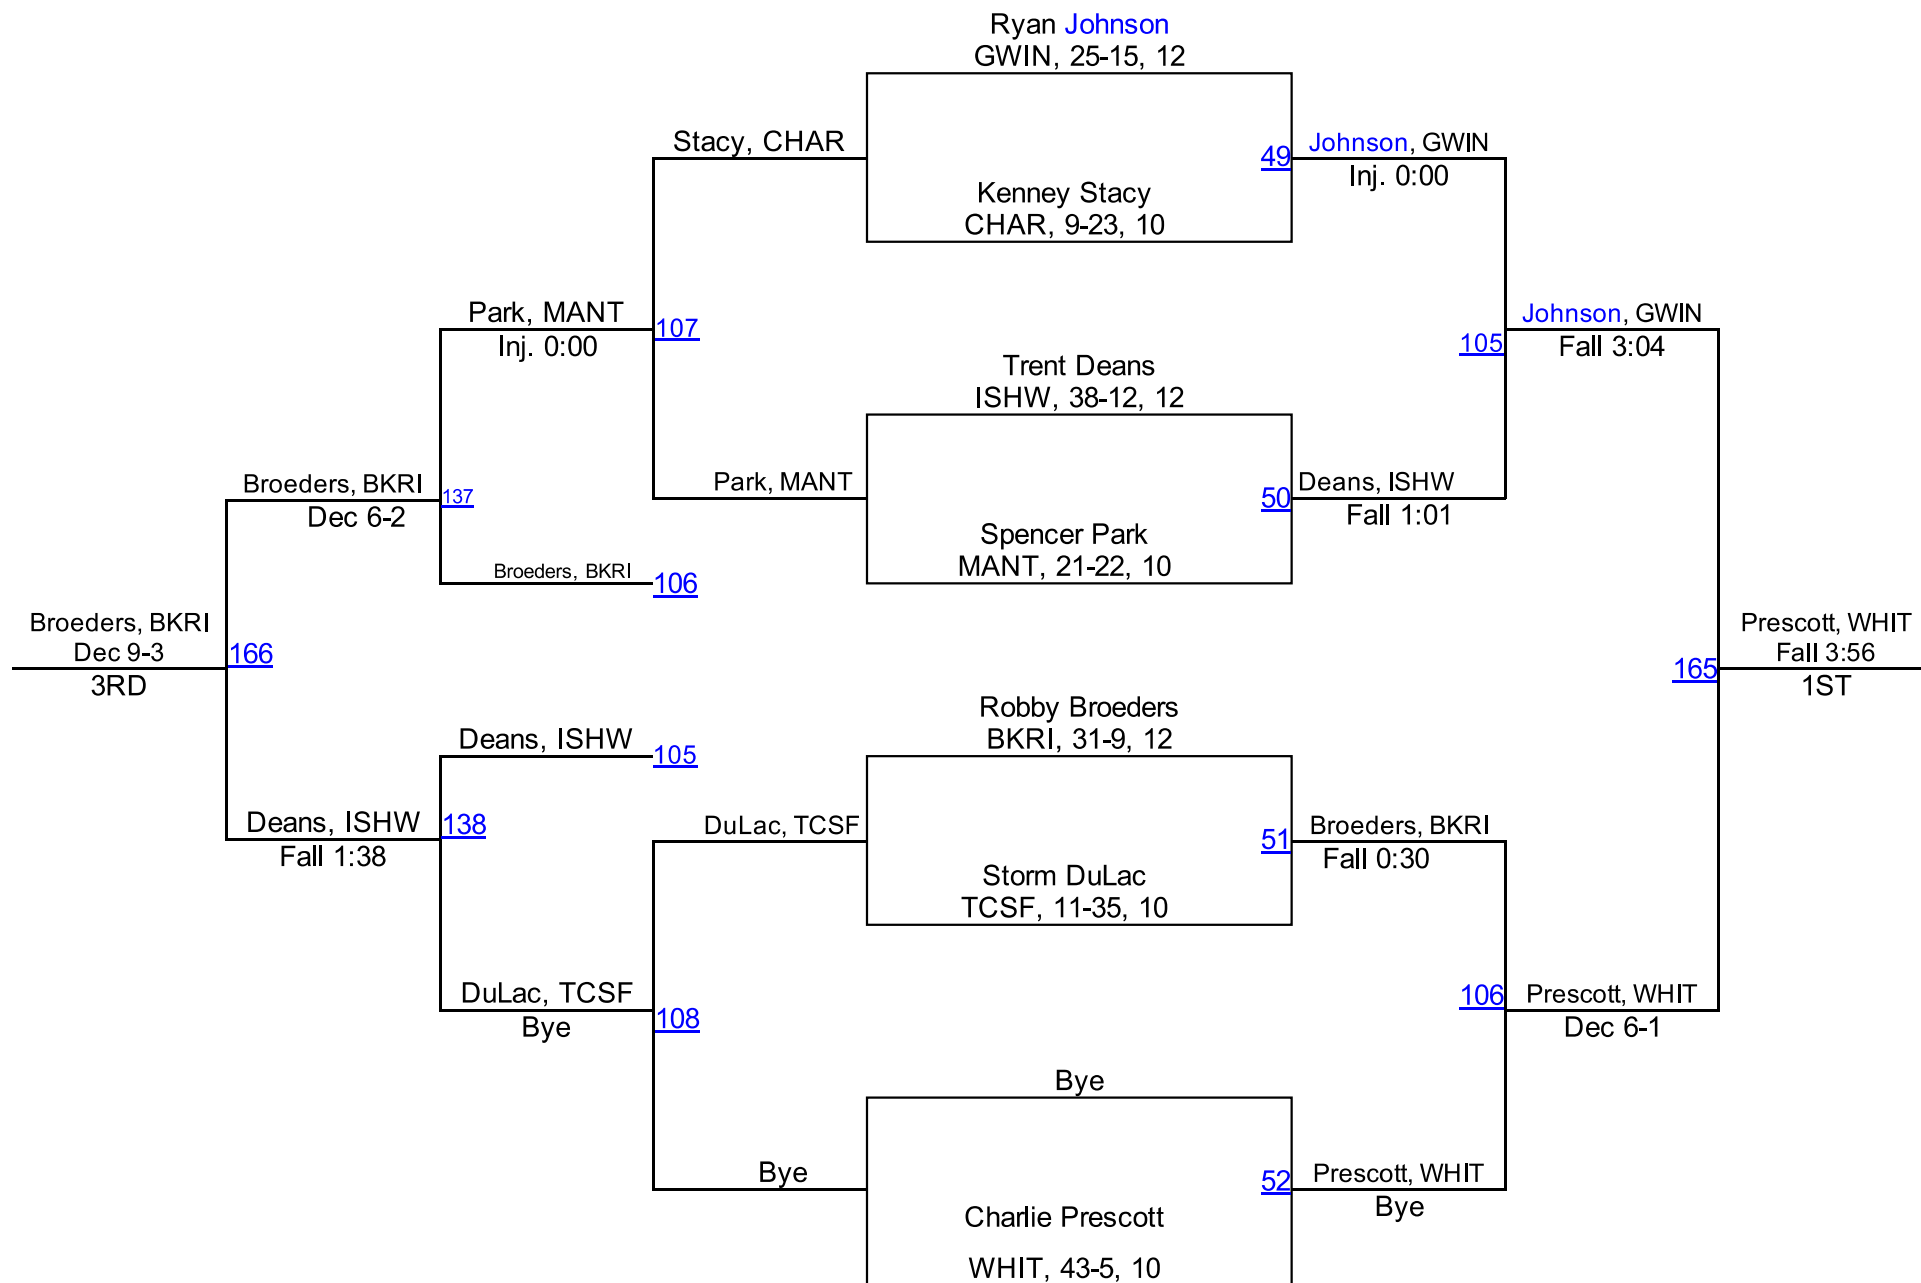 Ryan Johnson
GWIN, 25-15, 12
Stacy, CHAR
49
Johnson, GWIN
Inj. 0:00
Kenney Stacy
CHAR, 9-23, 10
Park, MANT
Inj. 0:00
107
Johnson, GWIN
Fall 3:04
105
Trent Deans
ISHW, 38-12, 12
Broeders, BKRI
Dec 6-2
137
Park, MANT
50
Deans, ISHW
Fall 1:01
Spencer Park
MANT, 21-22, 10
Broeders, BKRI
106
Broeders, BKRI
Dec 9-3
3RD
166
165
Prescott, WHIT
Fall 3:56
1ST
Robby Broeders
BKRI, 31-9, 12
Deans, ISHW
105
Deans, ISHW
Fall 1:38
138
DuLac, TCSF
51
Broeders, BKRI
Fall 0:30
Storm DuLac
TCSF, 11-35, 10
DuLac, TCSF
Bye
108
106
Prescott, WHIT
Dec 6-1
Bye
Bye
52
Prescott, WHIT
Bye
Charlie Prescott
WHIT, 43-5, 10